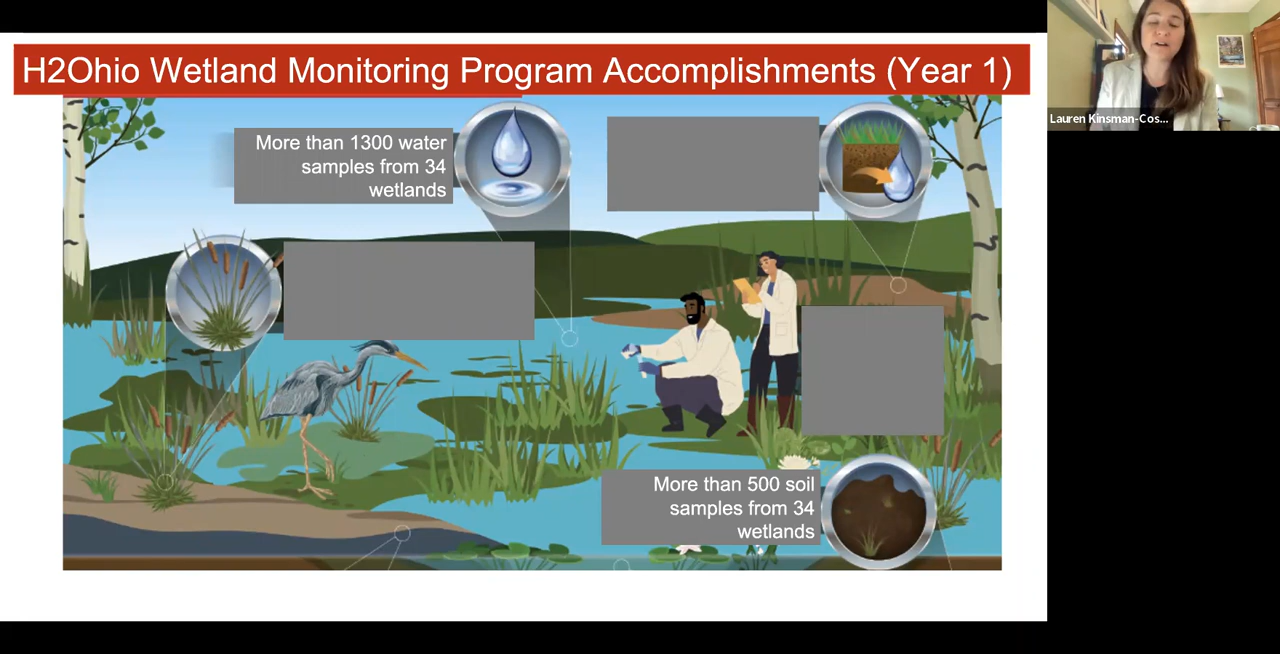 H2Ohio Wetland Monitoring Program Accomplishments (Year 1)
Lauren Kinsman-Cos...
More than 1300 water
samples from 34
wetlands
More than 500 soil
samples from 34
wetlands